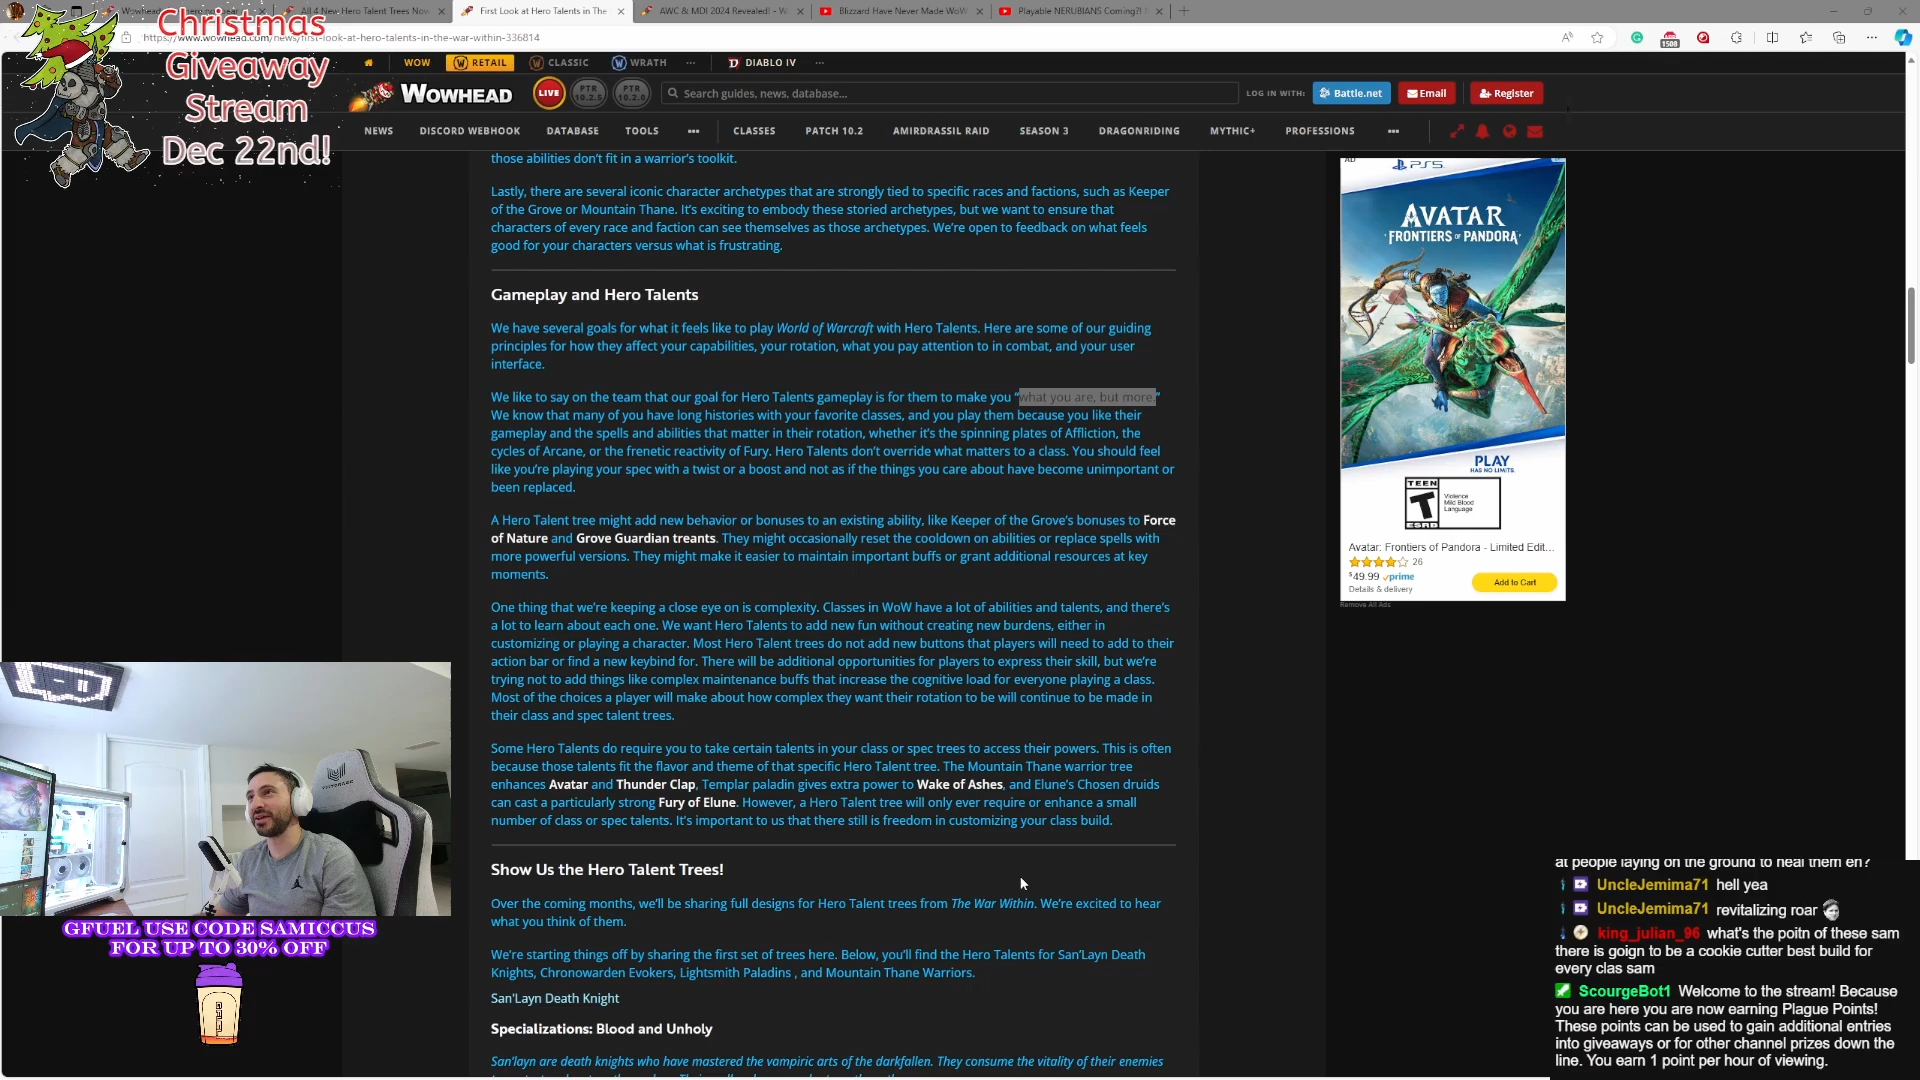 Christmas
Giveaway
Stream
Dec 22nd!
All 4 New Hero Talent Trees Now
First Look at Hero Talents in The
AWC & MDI 2024 Revealed! - W
Blizzard Have Never Made WoW
Playable NERUBIANS Coming?!
https://www.wowhead.com/news/first-look-at-hero-talents-in-the-war-within-336814
1508
WOW
RETAIL
CLASSIC
WRATH
DIABLO IV
WOWHEAD
LIVE
PTR 10.2.5
PTR 10.2.0
Search guides, news, database...
LOG IN WITH:
Battle.net
Email
Register
NEWS
DISCORD WEBHOOK
DATABASE
TOOLS
CLASSES
PATCH 10.2
AMIRDRASSIL RAID
SEASON 3
DRAGONRIDING
MYTHIC+
PROFESSIONS
those abilities don't fit in a warrior's toolkit.
Lastly, there are several iconic character archetypes that are strongly tied to specific races and factions, such as Keeper
of the Grove or Mountain Thane. It's exciting to embody these storied archetypes, but we want to ensure that
characters of every race and faction can see themselves as those archetypes. We're open to feedback on what feels
good for your characters versus what is frustrating.
Gameplay and Hero Talents
We have several goals for what it feels like to play World of Warcraft with Hero Talents. Here are some of our guiding
principles for how they affect your capabilities, your rotation, what you pay attention to in combat, and your user
interface.
We like to say on the team that our goal for Hero Talents gameplay is for them to make you “what you are, but more.”
We know that many of you have long histories with your favorite classes, and you play them because you like their
gameplay and the spells and abilities that matter in their rotation, whether it's the spinning plates of Affliction, the
cycles of Arcane, or the frenetic reactivity of Fury. Hero Talents don't override what matters to a class. You should feel
like you're playing your spec with a twist or a boost and not as if the things you care about have become unimportant or
been replaced.
A Hero Talent tree might add new behavior or bonuses to an existing ability, like Keeper of the Grove's bonuses to Force
of Nature and Grove Guardian treants. They might occasionally reset the cooldown on abilities or replace spells with
more powerful versions. They might make it easier to maintain important buffs or grant additional resources at key
moments.
One thing that we're keeping a close eye on is complexity. Classes in WoW have a lot of abilities and talents, and there's
a lot to learn about each one. We want Hero Talents to add new fun without creating new burdens, either in
customizing or playing a character. Most Hero Talent trees do not add new buttons that players will need to add to their
action bar or find a new keybind for. There will be additional opportunities for players to express their skill, but we're
trying not to add things like complex maintenance buffs that increase the cognitive load for everyone playing a class.
Most of the choices a player will make about how complex they want their rotation to be will continue to be made in
their class and spec talent trees.
Some Hero Talents do require you to take certain talents in your class or spec trees to access their powers. This is often
because those talents fit the flavor and theme of that specific Hero Talent tree. The Mountain Thane warrior tree
enhances Avatar and Thunder Clap, Templar paladin gives extra power to Wake of Ashes, and Elune's Chosen druids
can cast a particularly strong Fury of Elune. However, a Hero Talent tree will only ever require or enhance a small
number of class or spec talents. It's important to us that there still is freedom in customizing your class build.
Show Us the Hero Talent Trees!
Over the coming months, we'll be sharing full designs for Hero Talent trees from The War Within. We're excited to hear
what you think of them.
We're starting things off by sharing the first set of trees here. Below, you'll find the Hero Talents for San'Layn Death
Knights, Chronowarden Evokers, Lightsmith Paladins , and Mountain Thane Warriors.
San'Layn Death Knight
Specializations: Blood and Unholy
San'layn are death knights who have mastered the vampiric arts of the darkfallen. They consume the vitality of their enemies
AD
PS5
AVATAR
FRONTIERS OF PANDORA
PLAY
HAS NO LIMITS
TEEN
T
ESRB
Violence
Mild Blood
Language
Avatar: Frontiers of Pandora - Limited Edit...
26
$49.99 prime
Details & delivery
Add to Cart
Remove All Ads
GFUEL USE CODE SAMICCUS
FOR UP TO 30% OFF
at people laying on the ground to heal them eh?
UncleJemima71 hell yea
UncleJemima71 revitalizing roar
king_julian_96 what's the poitn of these sam
there is goign to be a cookie cutter best build for
every clas sam
ScourgeBot1 Welcome to the stream! Because
you are here you are now earning Plague Points!
These points can be used to gain additional entries
into giveaways or for other channel prizes down the
line. You earn 1 point per hour of viewing.